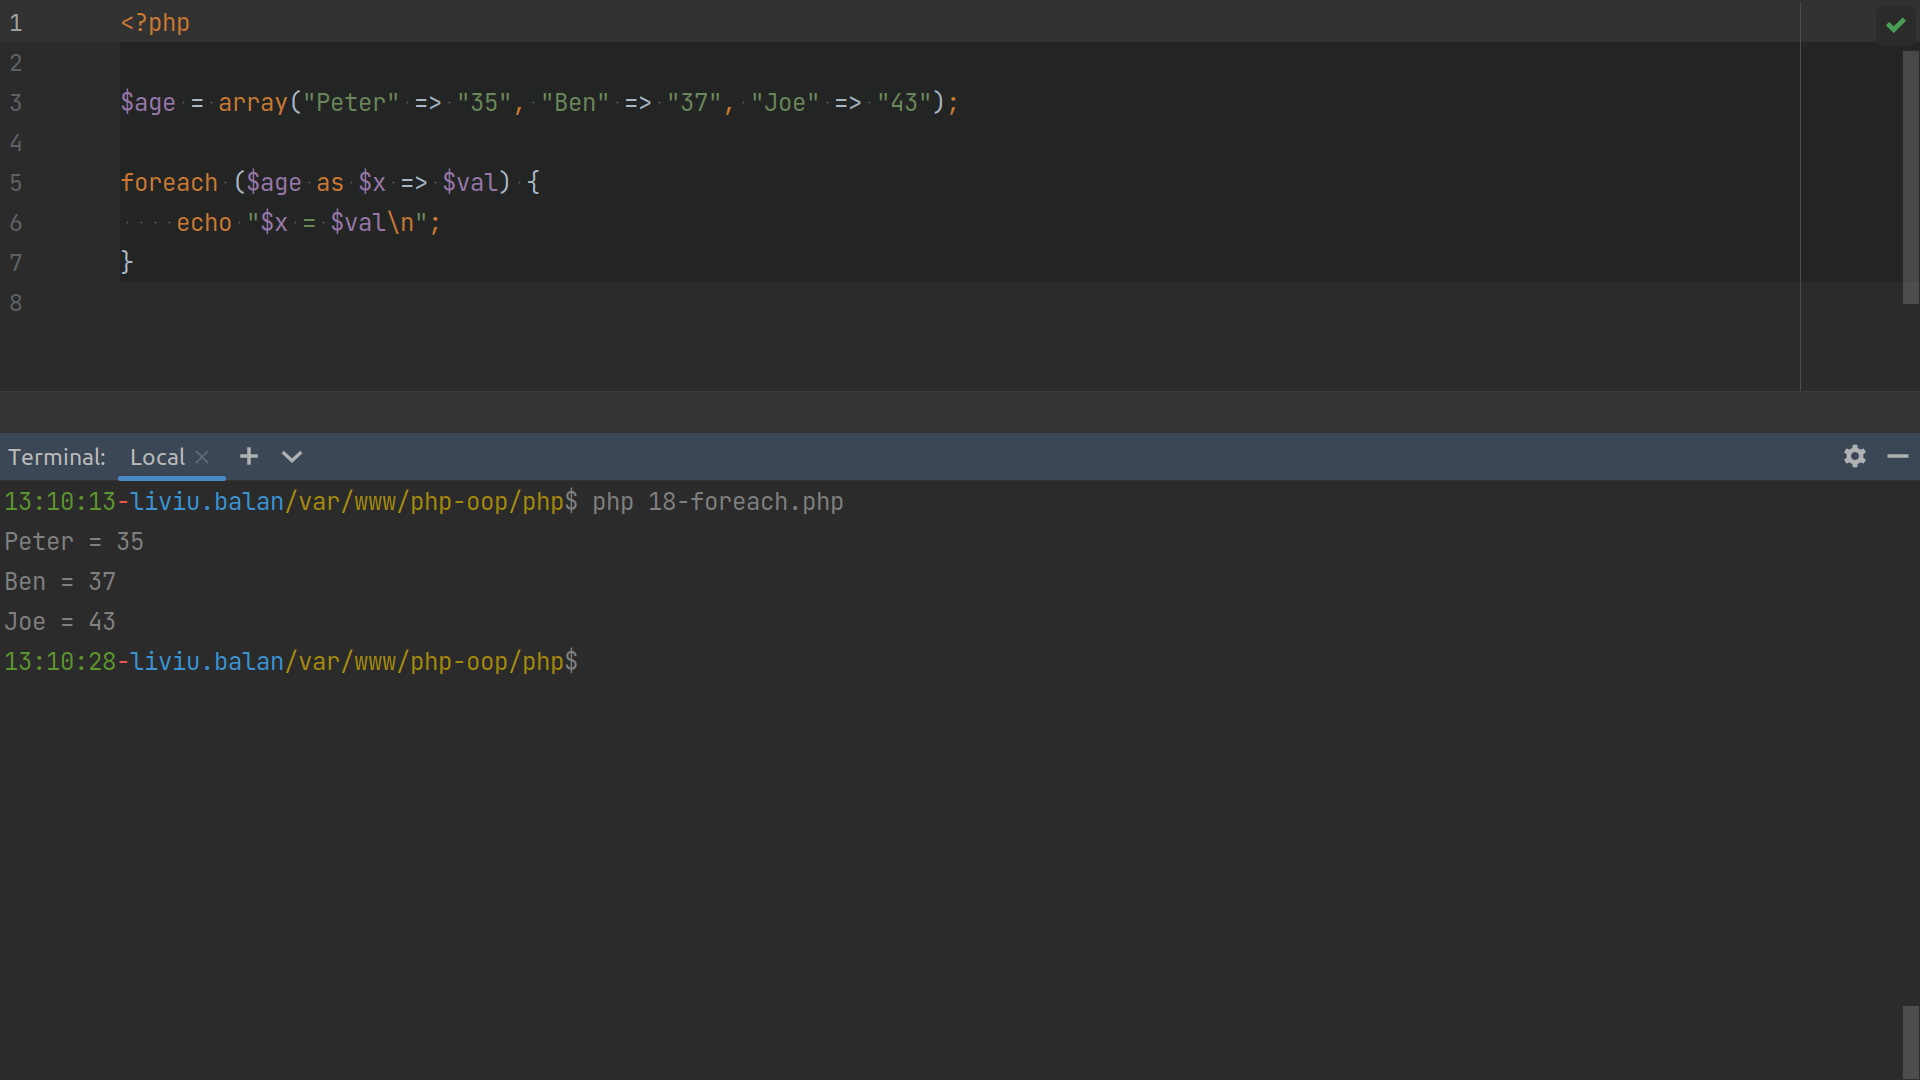 1 <?php
2
3 $age = array("Peter" => "35", "Ben" => "37", "Joe" => "43");
4
5 foreach ($age as $x => $val) {
6     echo "$x = $val\n";
7 }
8
Terminal: Local
13:10:13-liviu.balan/var/www/php-oop/php$ php 18-foreach.php
Peter = 35
Ben = 37
Joe = 43
13:10:28-liviu.balan/var/www/php-oop/php$